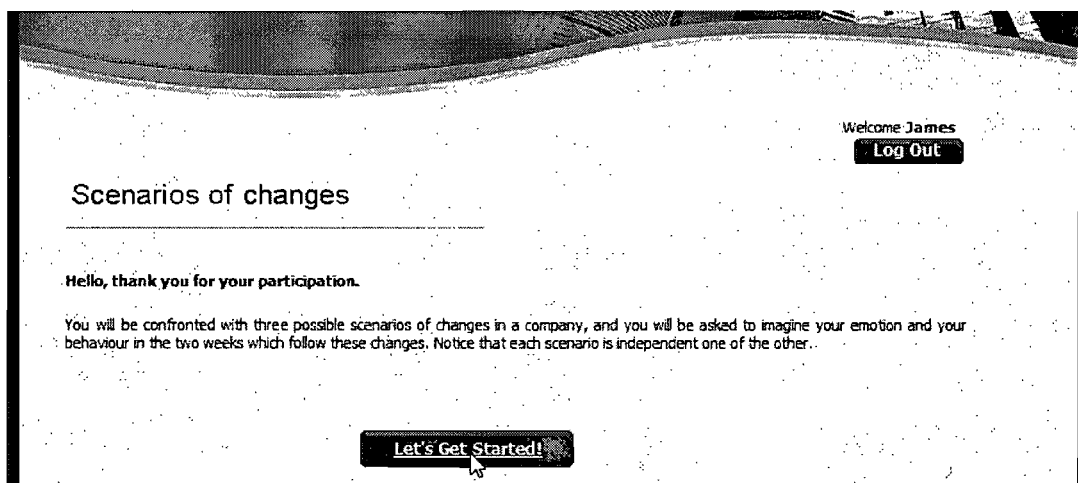 Welcome James
Log Out
Scenarios of changes
Hello, thank you for your participation.
You will be confronted with three possible scenarios of changes in a company, and you will be asked to imagine your emotion and your
behaviour in the two weeks which follow these changes. Notice that each scenario is independent one of the other.
Let's Get Started!